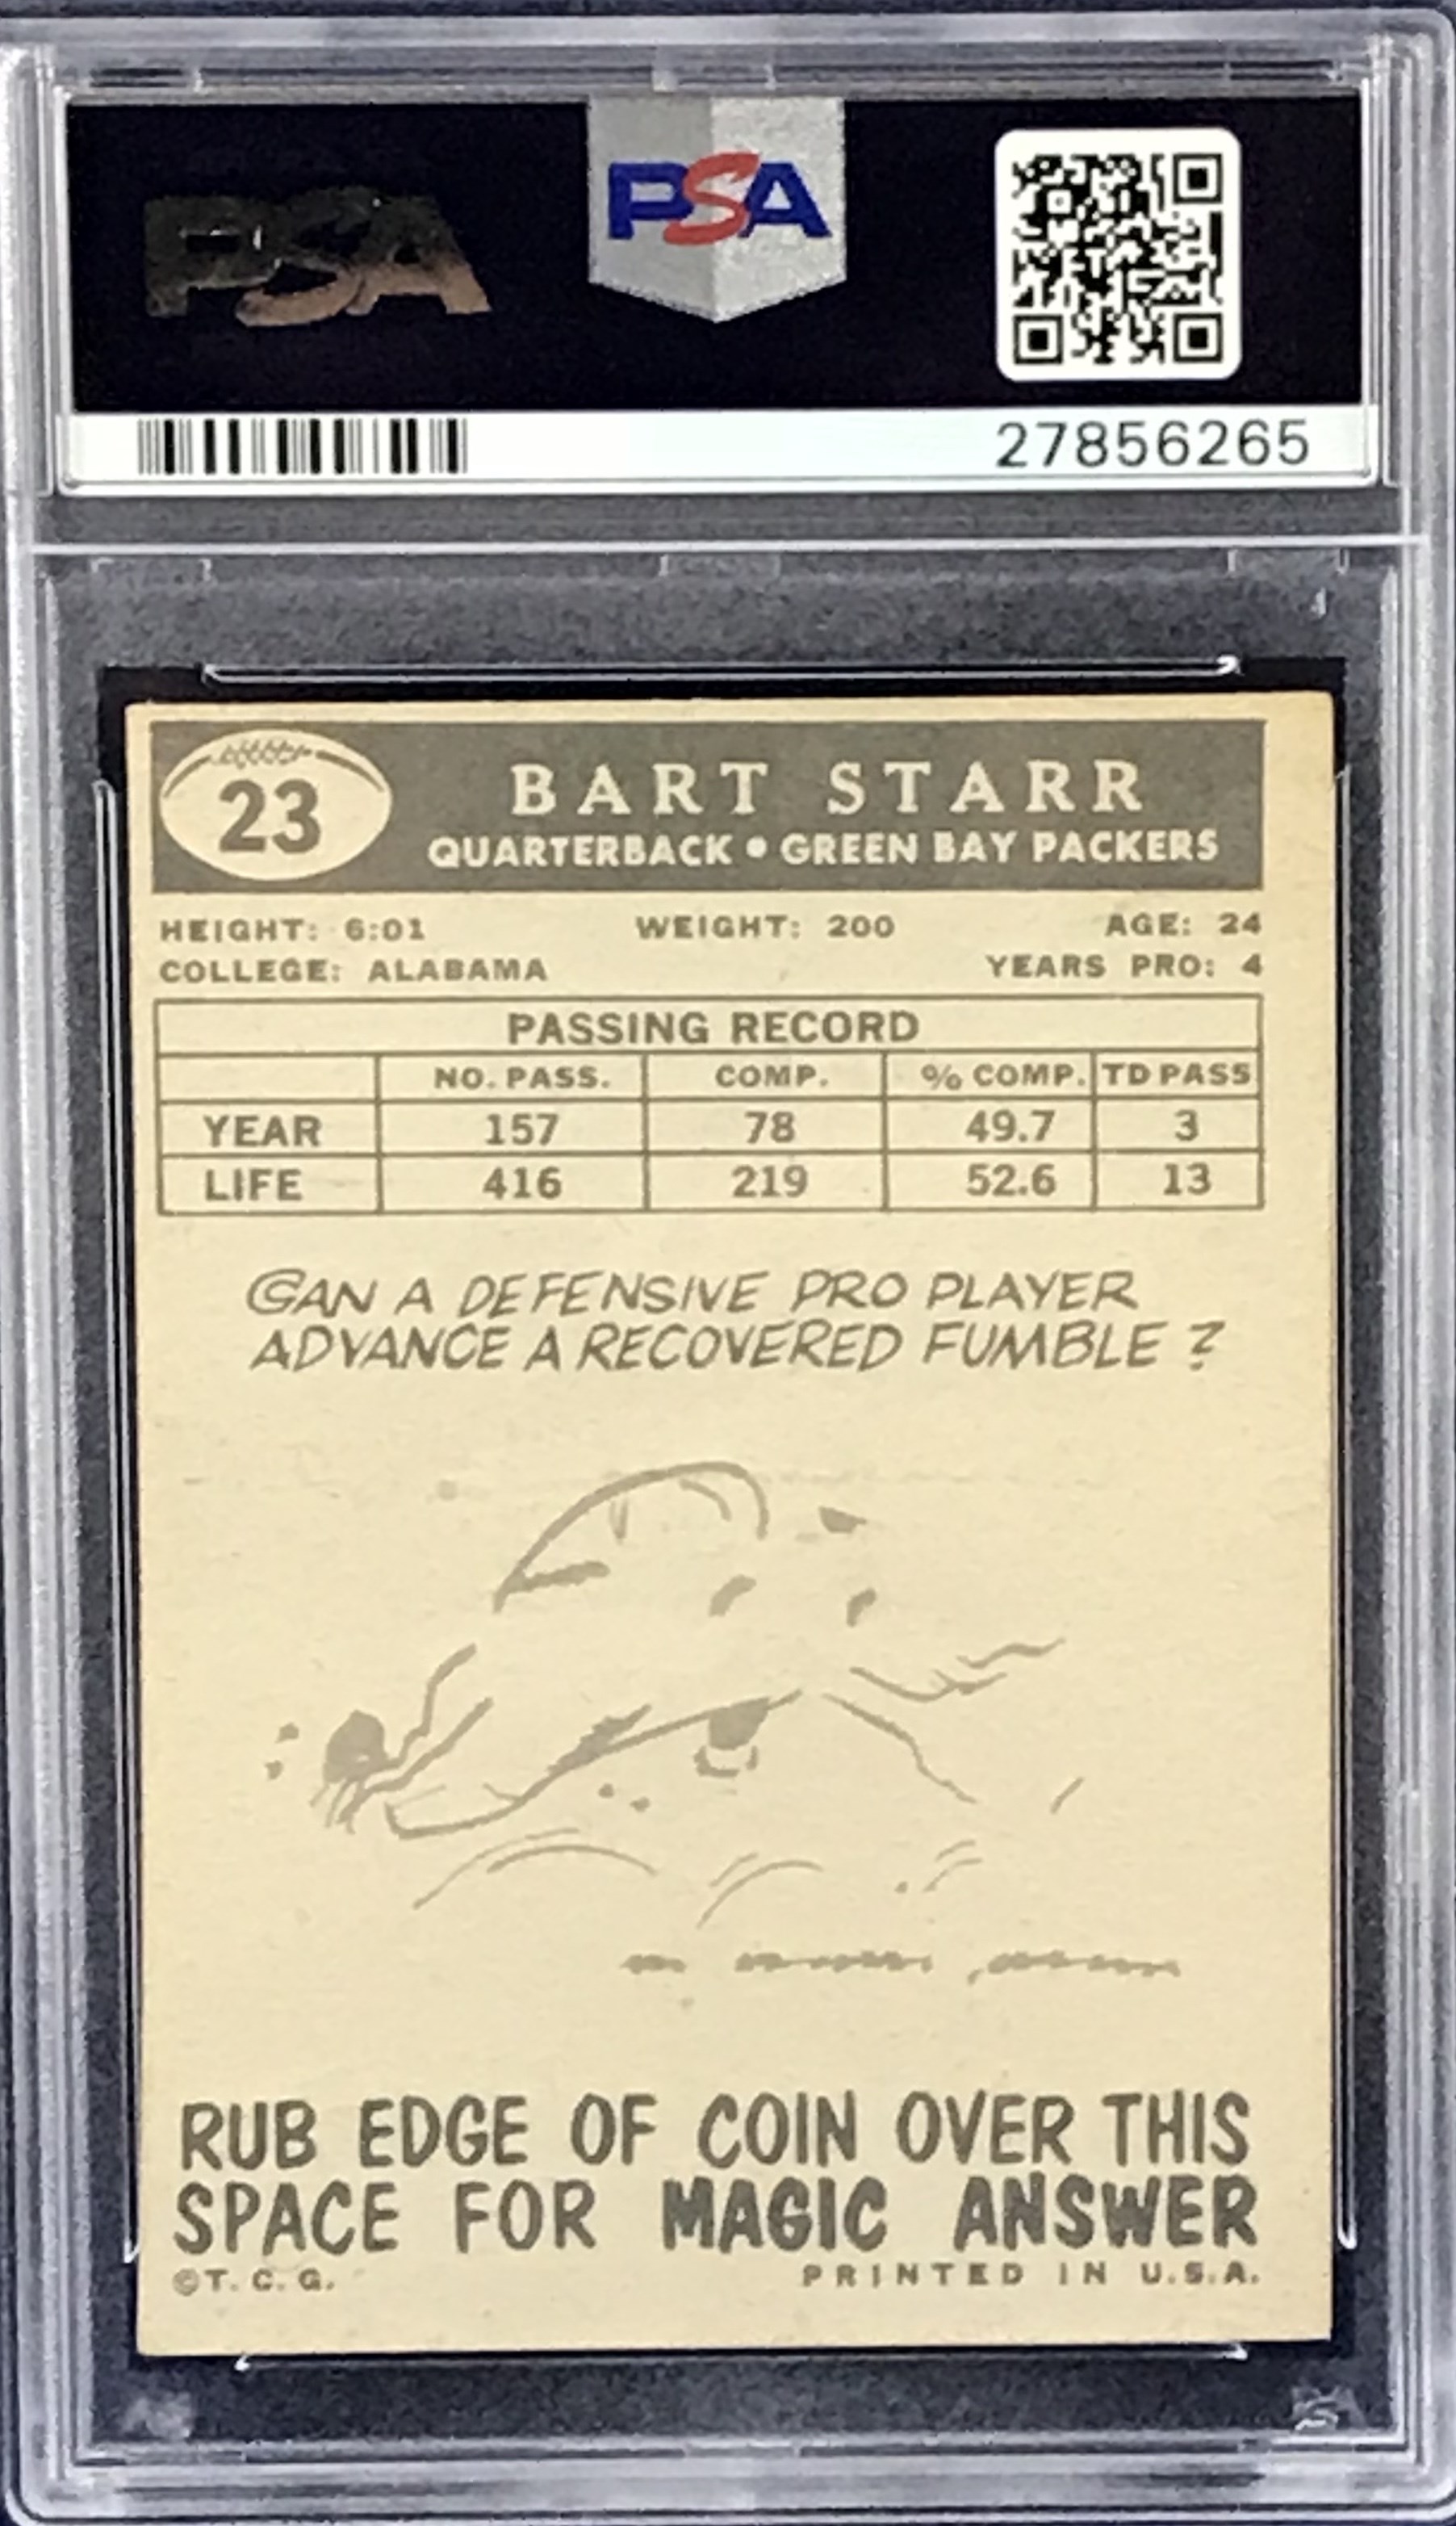 PSA
PSA
27856265
23
BART STARR
QUARTERBACK • GREEN BAY PACKERS
HEIGHT: 6:01 WEIGHT: 200 AGE: 24
COLLEGE: ALABAMA YEARS PRO: 4
PASSING RECORD
NO. PASS. COMP. % COMP. TD PASS
YEAR 157 78 49.7 3
LIFE 416 219 52.6 13
CAN A DEFENSIVE PRO PLAYER
ADVANCE A RECOVERED FUMBLE ?
RUB EDGE OF COIN OVER THIS
SPACE FOR MAGIC ANSWER
©T. C. G. PRINTED IN U.S.A.